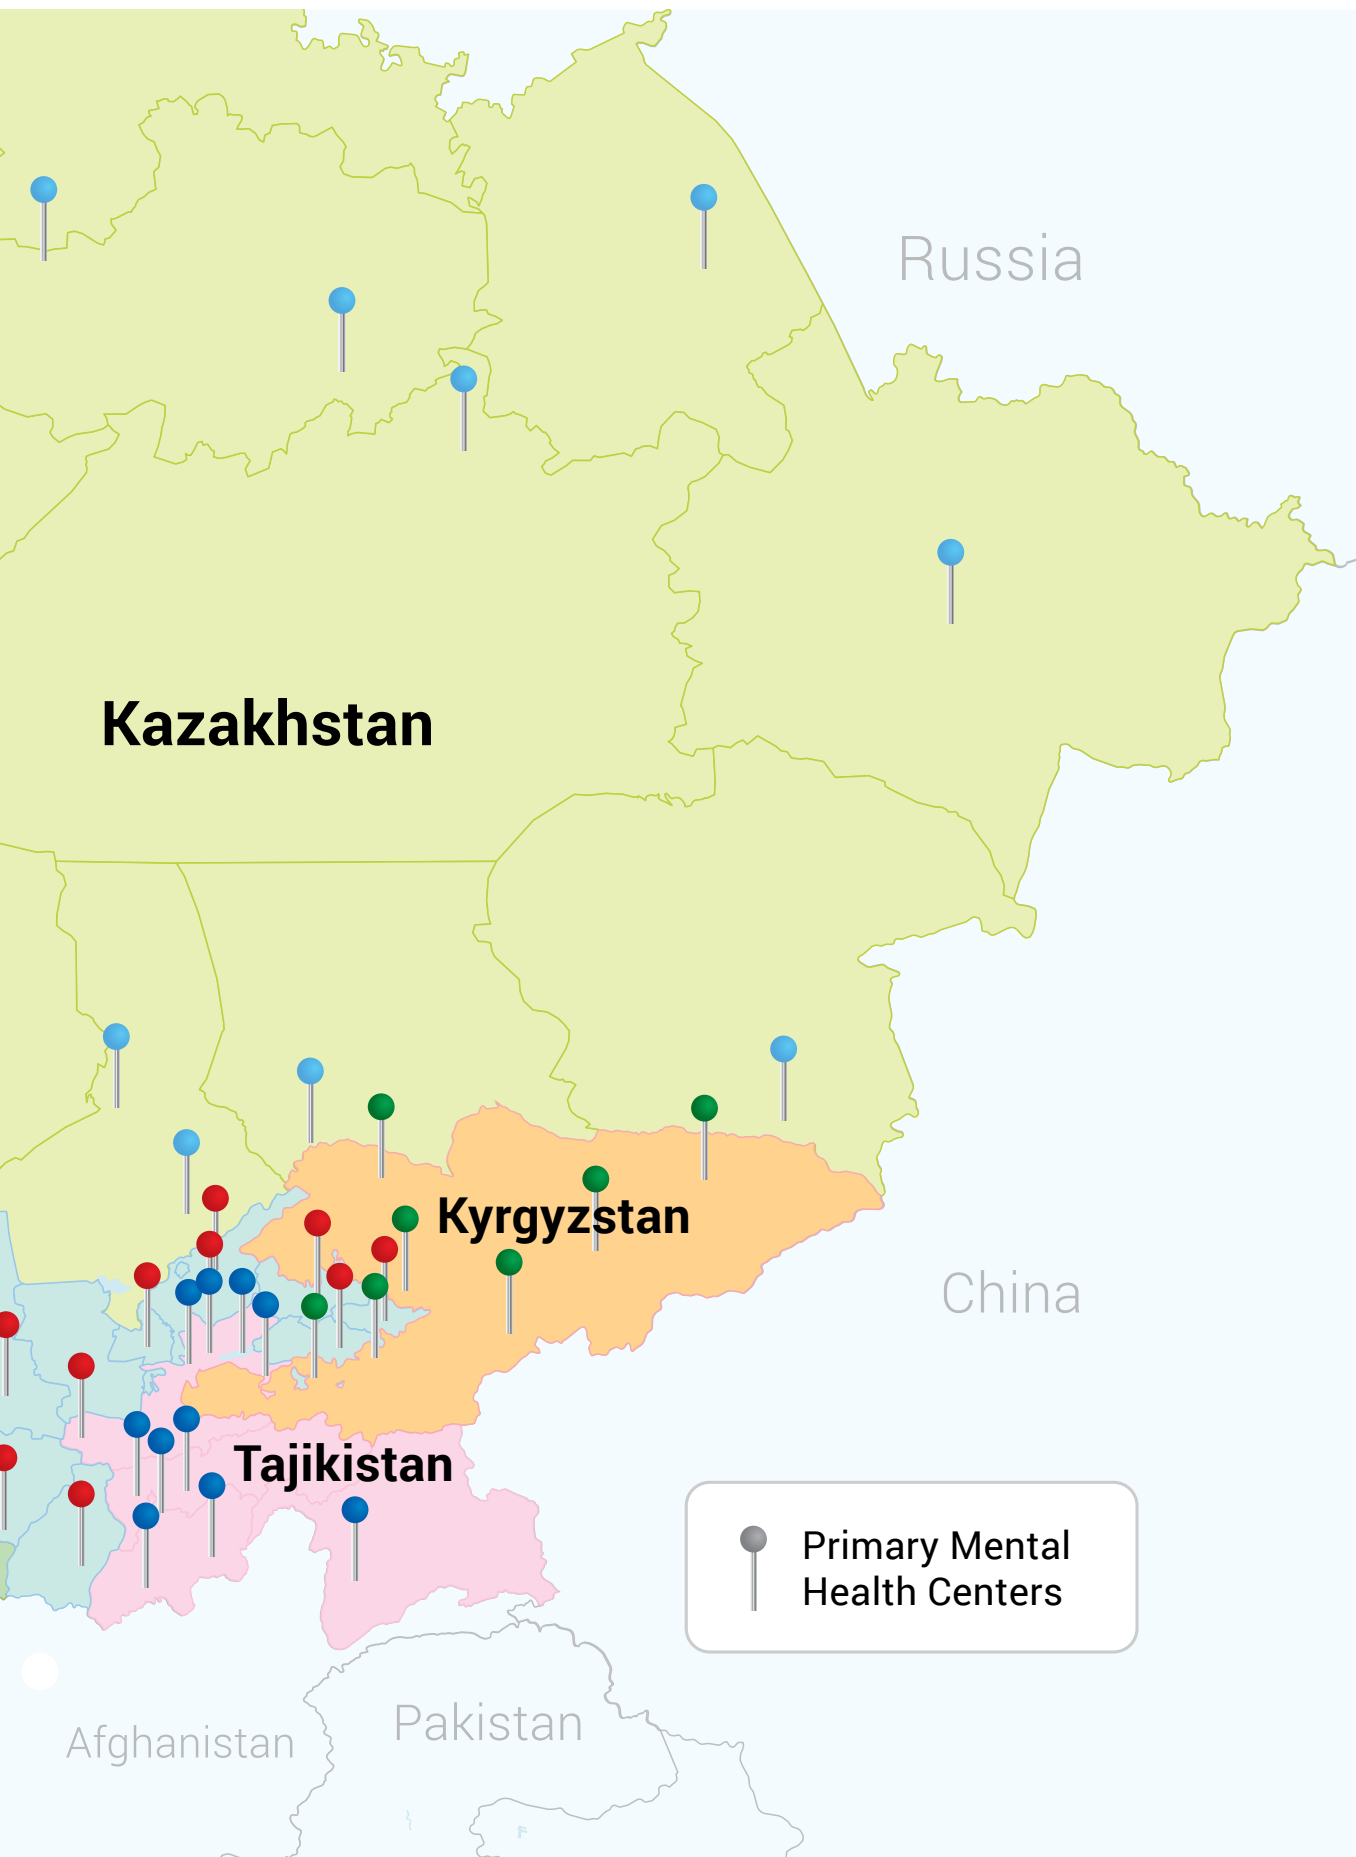 Russia
Kazakhstan
Kyrgyzstan
China
Tajikistan
Primary Mental
Health Centers
Pakistan
Afghanistan